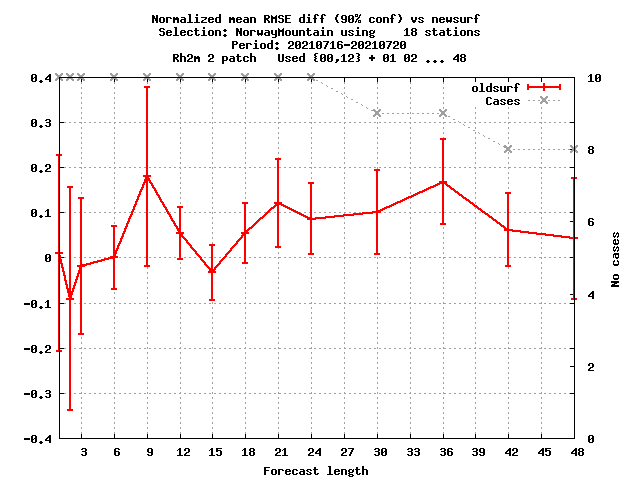 Normalized mean RMSE diff (90% conf) vs newsurf
Selection: NorwayMountain using    18 stations
Period: 20210716-20210720
Rh2m 2 patch   Used {00,12} + 01 02 ... 48
oldsurf
Cases
0.4
0.3
0.2
0.1
0
-0.1
-0.2
-0.3
-0.4
10
8
6
4
2
0
No cases
3 6 9 12 15 18 21 24 27 30 33 36 39 42 45 48
Forecast length